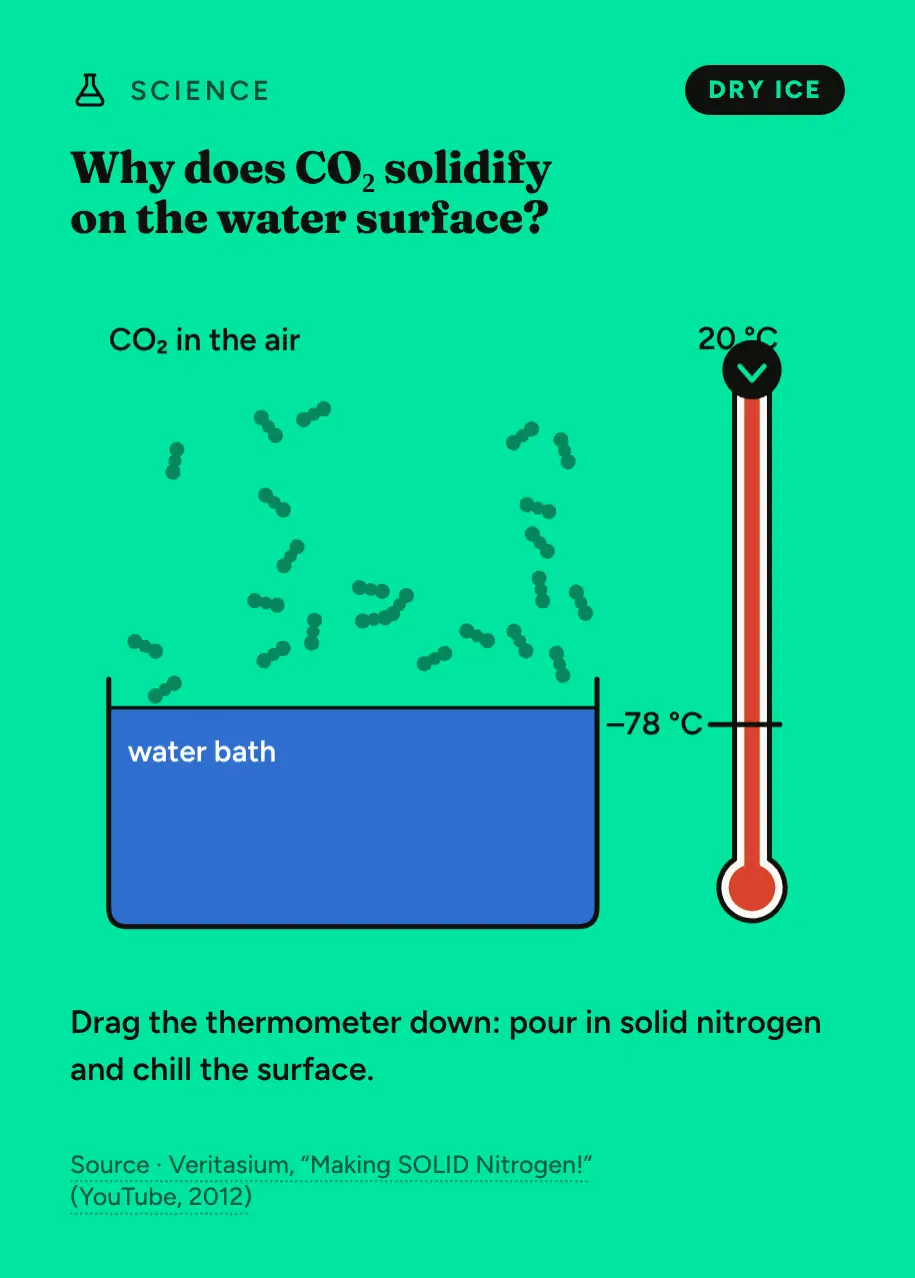 SCIENCE
DRY ICE
Why does CO₂ solidify
on the water surface?
CO₂ in the air
20 °C
–78 °C
water bath
Drag the thermometer down: pour in solid nitrogen
and chill the surface.
Source · Veritasium, “Making SOLID Nitrogen!”
(YouTube, 2012)